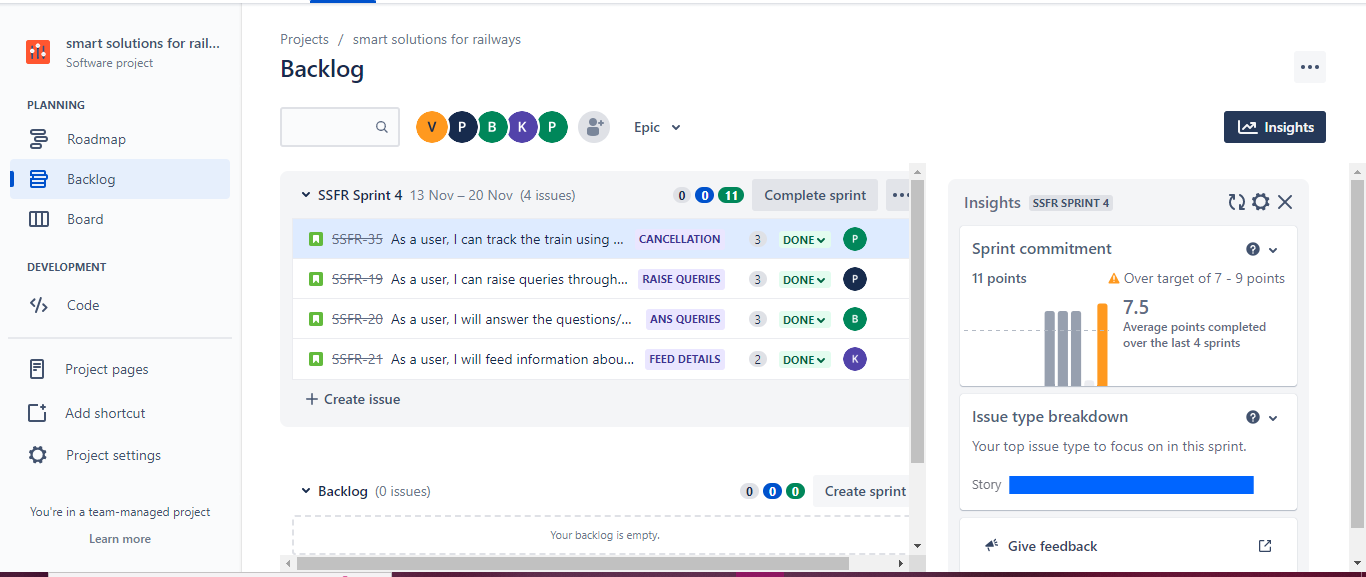 smart solutions for rail...
Software project
PLANNING
Roadmap
Backlog
Board
DEVELOPMENT
Code
Project pages
Add shortcut
Project settings
You're in a team-managed project
Learn more
Projects / smart solutions for railways
Backlog
V P B K P
Epic
Insights
SSFR Sprint 4 13 Nov – 20 Nov (4 issues) 0 0 11 Complete sprint
SSFR-35 As a user, I can track the train using ... CANCELLATION 3 DONE P
SSFR-19 As a user, I can raise queries through... RAISE QUERIES 3 DONE P
SSFR-20 As a user, I will answer the questions/... ANS QUERIES 3 DONE B
SSFR-21 As a user, I will feed information abou... FEED DETAILS 2 DONE K
+ Create issue
Backlog (0 issues) 0 0 0 Create sprint
Your backlog is empty.
Insights SSFR SPRINT 4
Sprint commitment
11 points Over target of 7 - 9 points
7.5
Average points completed
over the last 4 sprints
Issue type breakdown
Your top issue type to focus on in this sprint.
Story
Give feedback